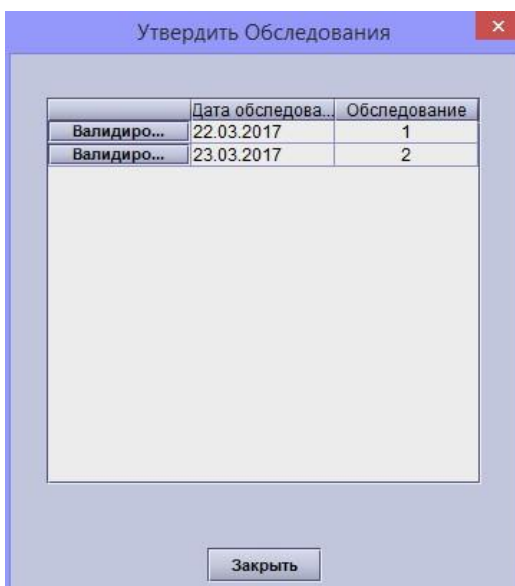 Утвердить Обследования
Дата обследова... Обследование
Валидиро... 22.03.2017 1
Валидиро... 23.03.2017 2
Закрыть